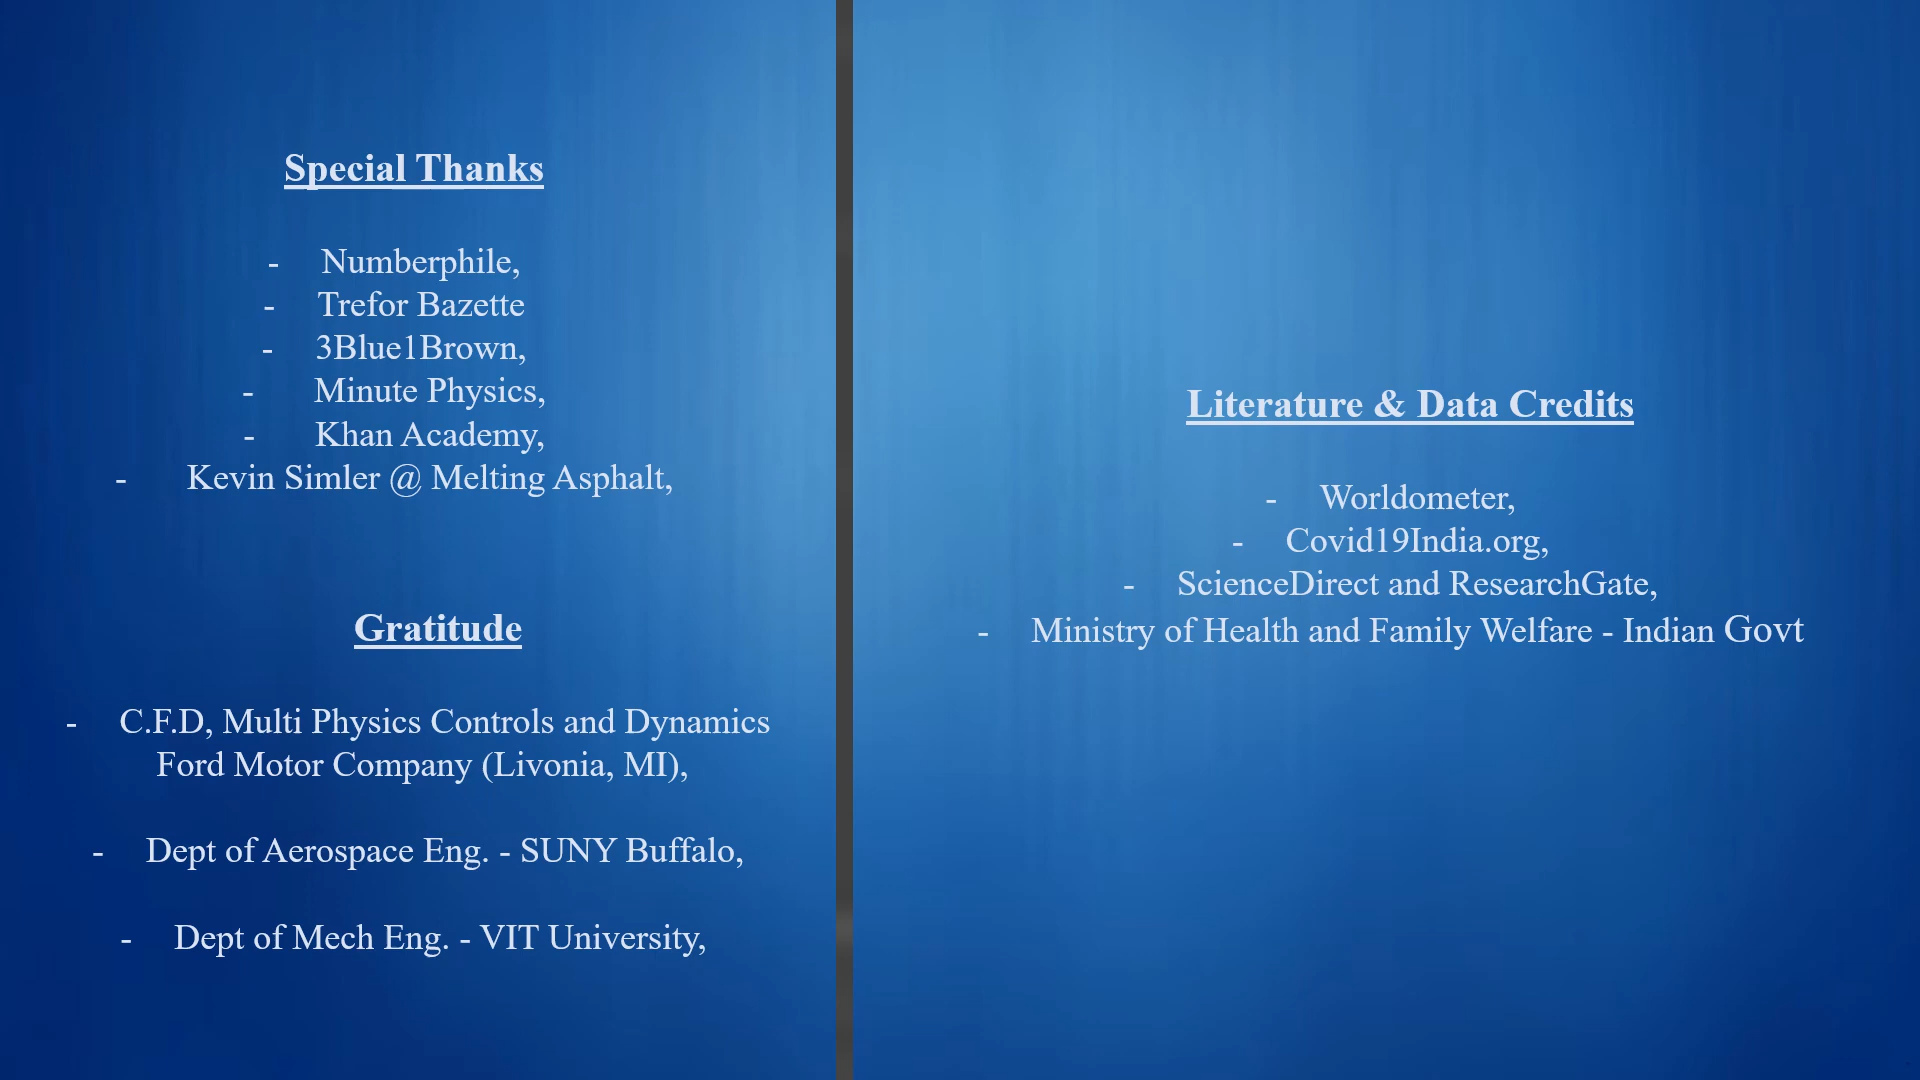 Special Thanks
- Numberphile,
- Trefor Bazette
- 3Blue1Brown,
- Minute Physics,
- Khan Academy,
- Kevin Simler @ Melting Asphalt,
Gratitude
- C.F.D, Multi Physics Controls and Dynamics
Ford Motor Company (Livonia, MI),
- Dept of Aerospace Eng. - SUNY Buffalo,
- Dept of Mech Eng. - VIT University,
Literature & Data Credits
- Worldometer,
- Covid19India.org,
- ScienceDirect and ResearchGate,
- Ministry of Health and Family Welfare - Indian Govt